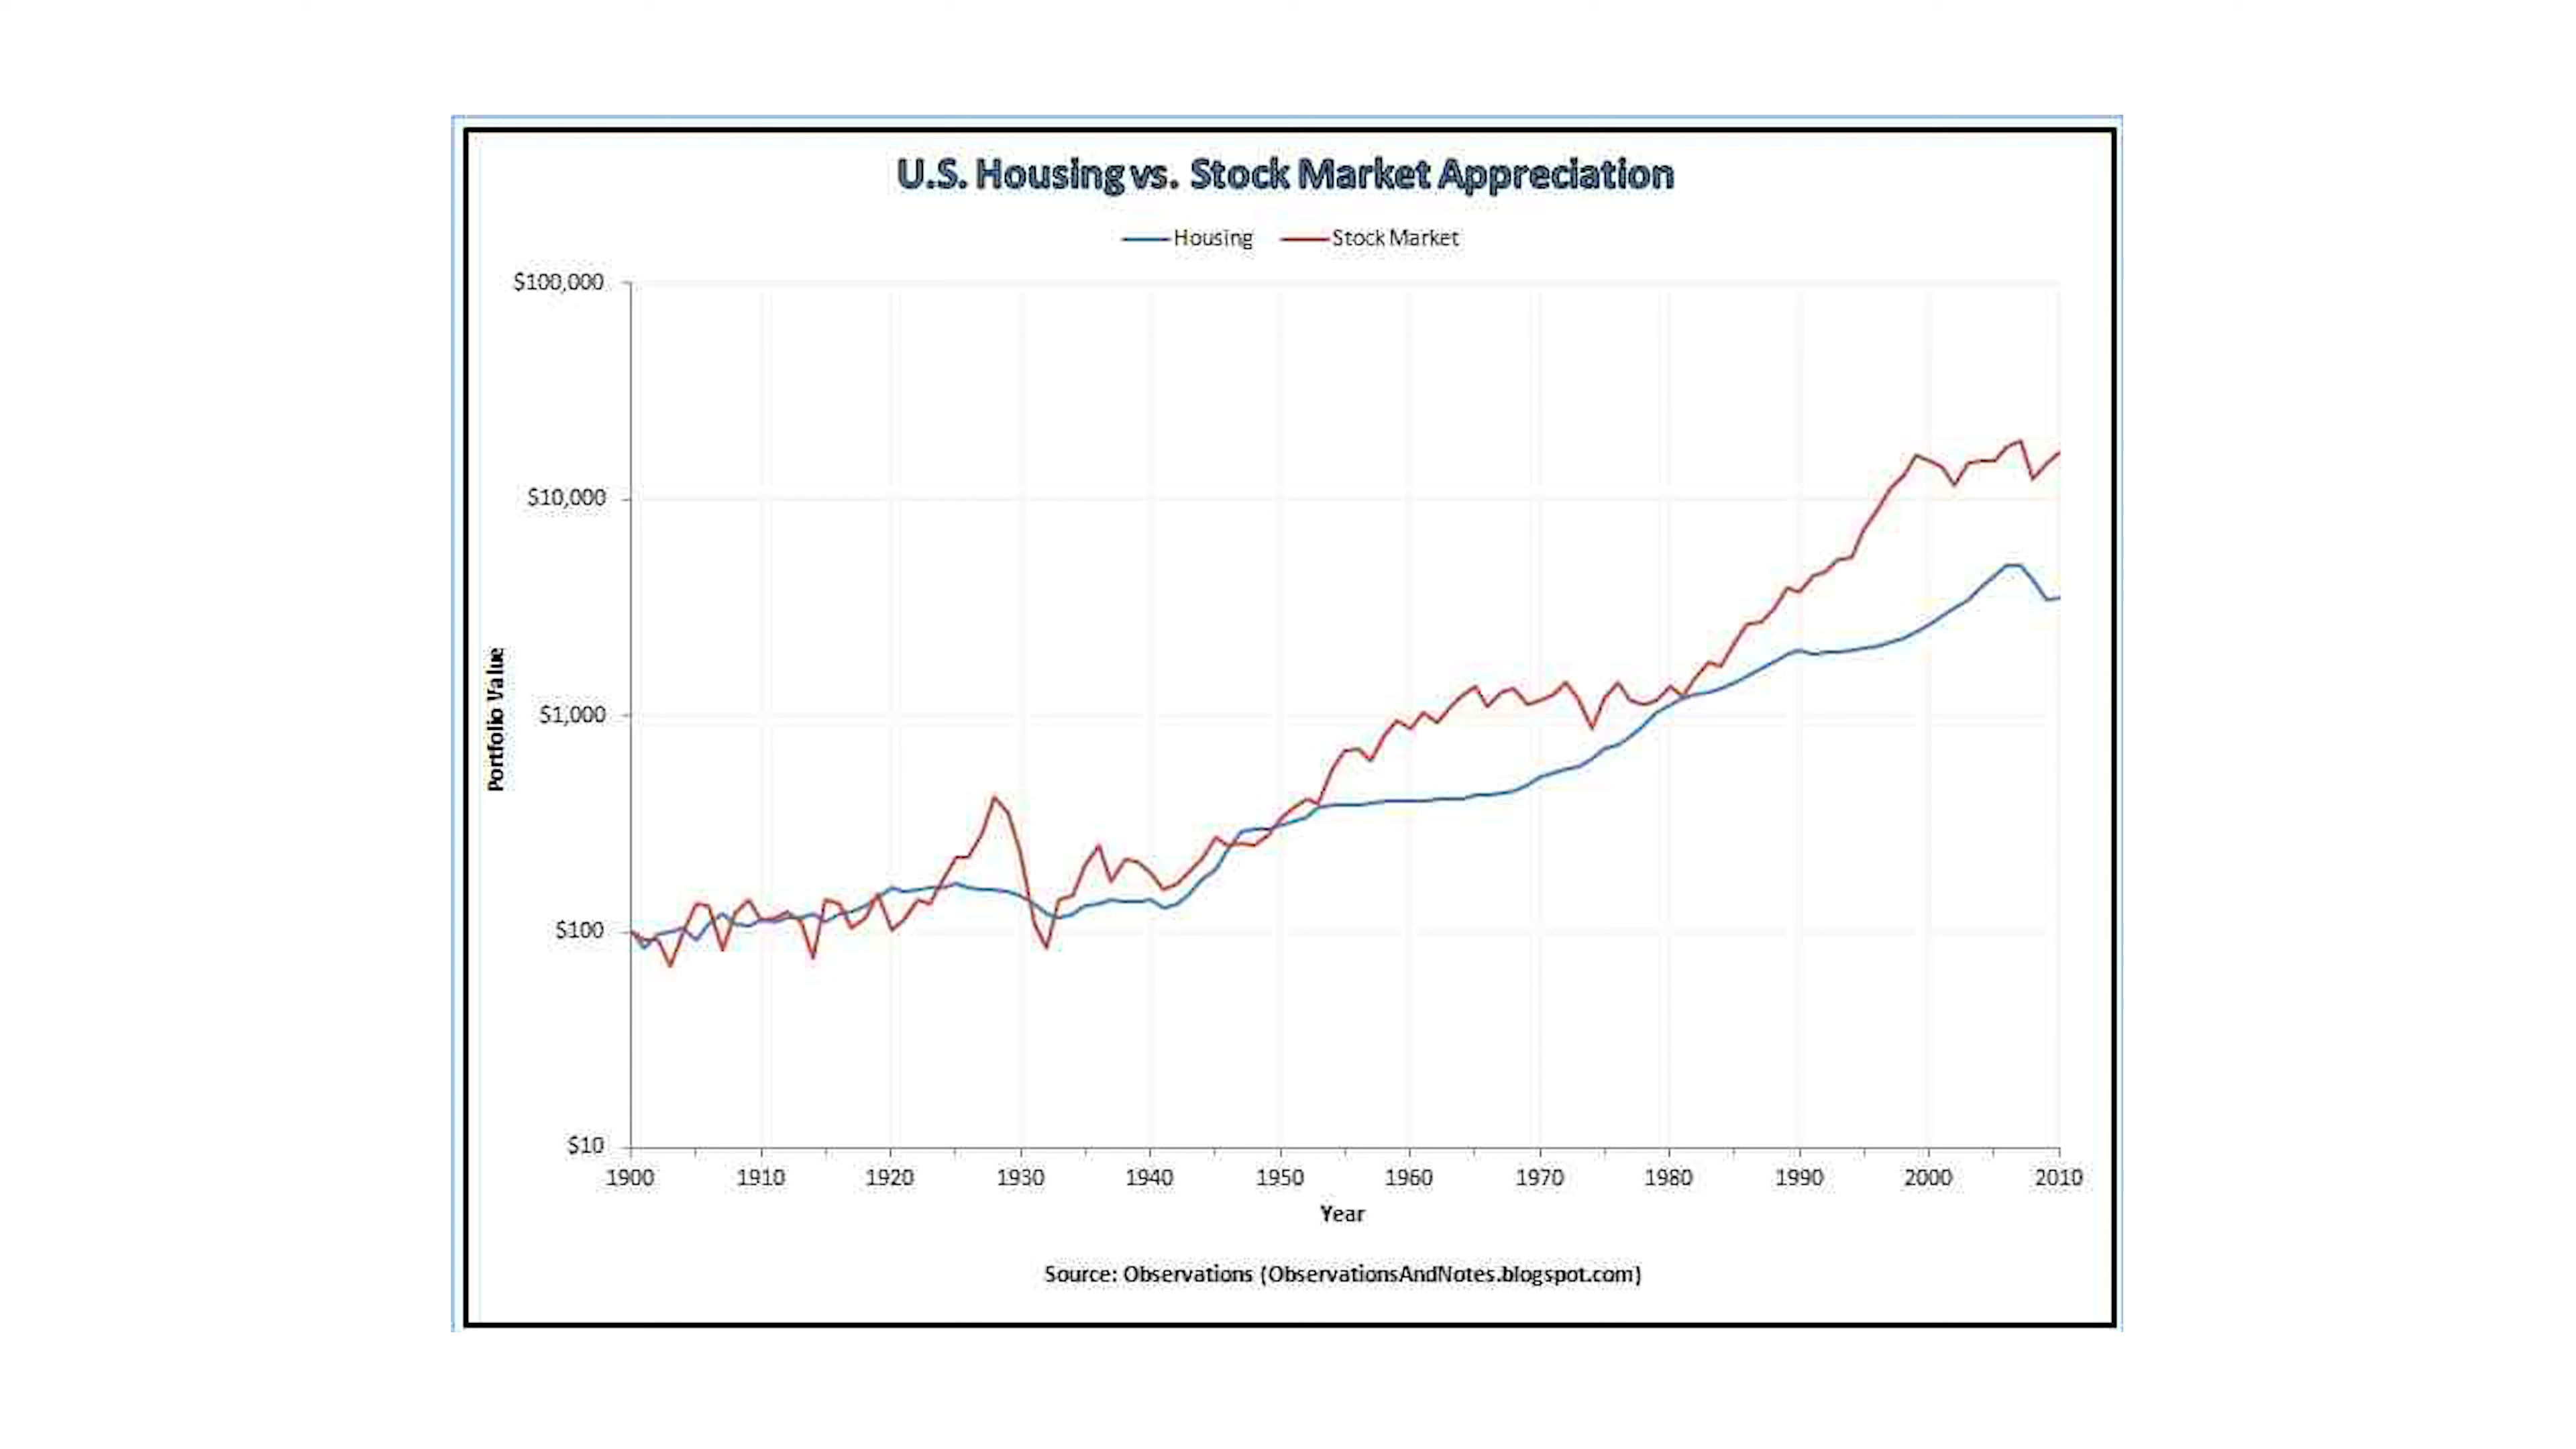 U.S. Housing vs. Stock Market Appreciation
Housing Stock Market
$100,000
$10,000
$1,000
$100
$10
Portfolio Value
1900 1910 1920 1930 1940 1950 1960 1970 1980 1990 2000 2010
Year
Source: Observations (ObservationsAndNotes.blogspot.com)